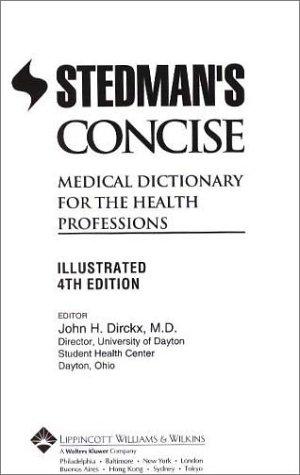 STEDMAN'S
CONCISE
MEDICAL DICTIONARY
FOR THE HEALTH
PROFESSIONS
ILLUSTRATED
4TH EDITION
EDITOR
John H. Dirckx, M.D.
Director, University of Dayton
Student Health Center
Dayton, Ohio
LIPPINCOTT WILLIAMS & WILKINS
A Wolters Kluwer Company
Philadelphia • Baltimore • New York • London
Buenos Aires • Hong Kong • Sydney • Tokyo